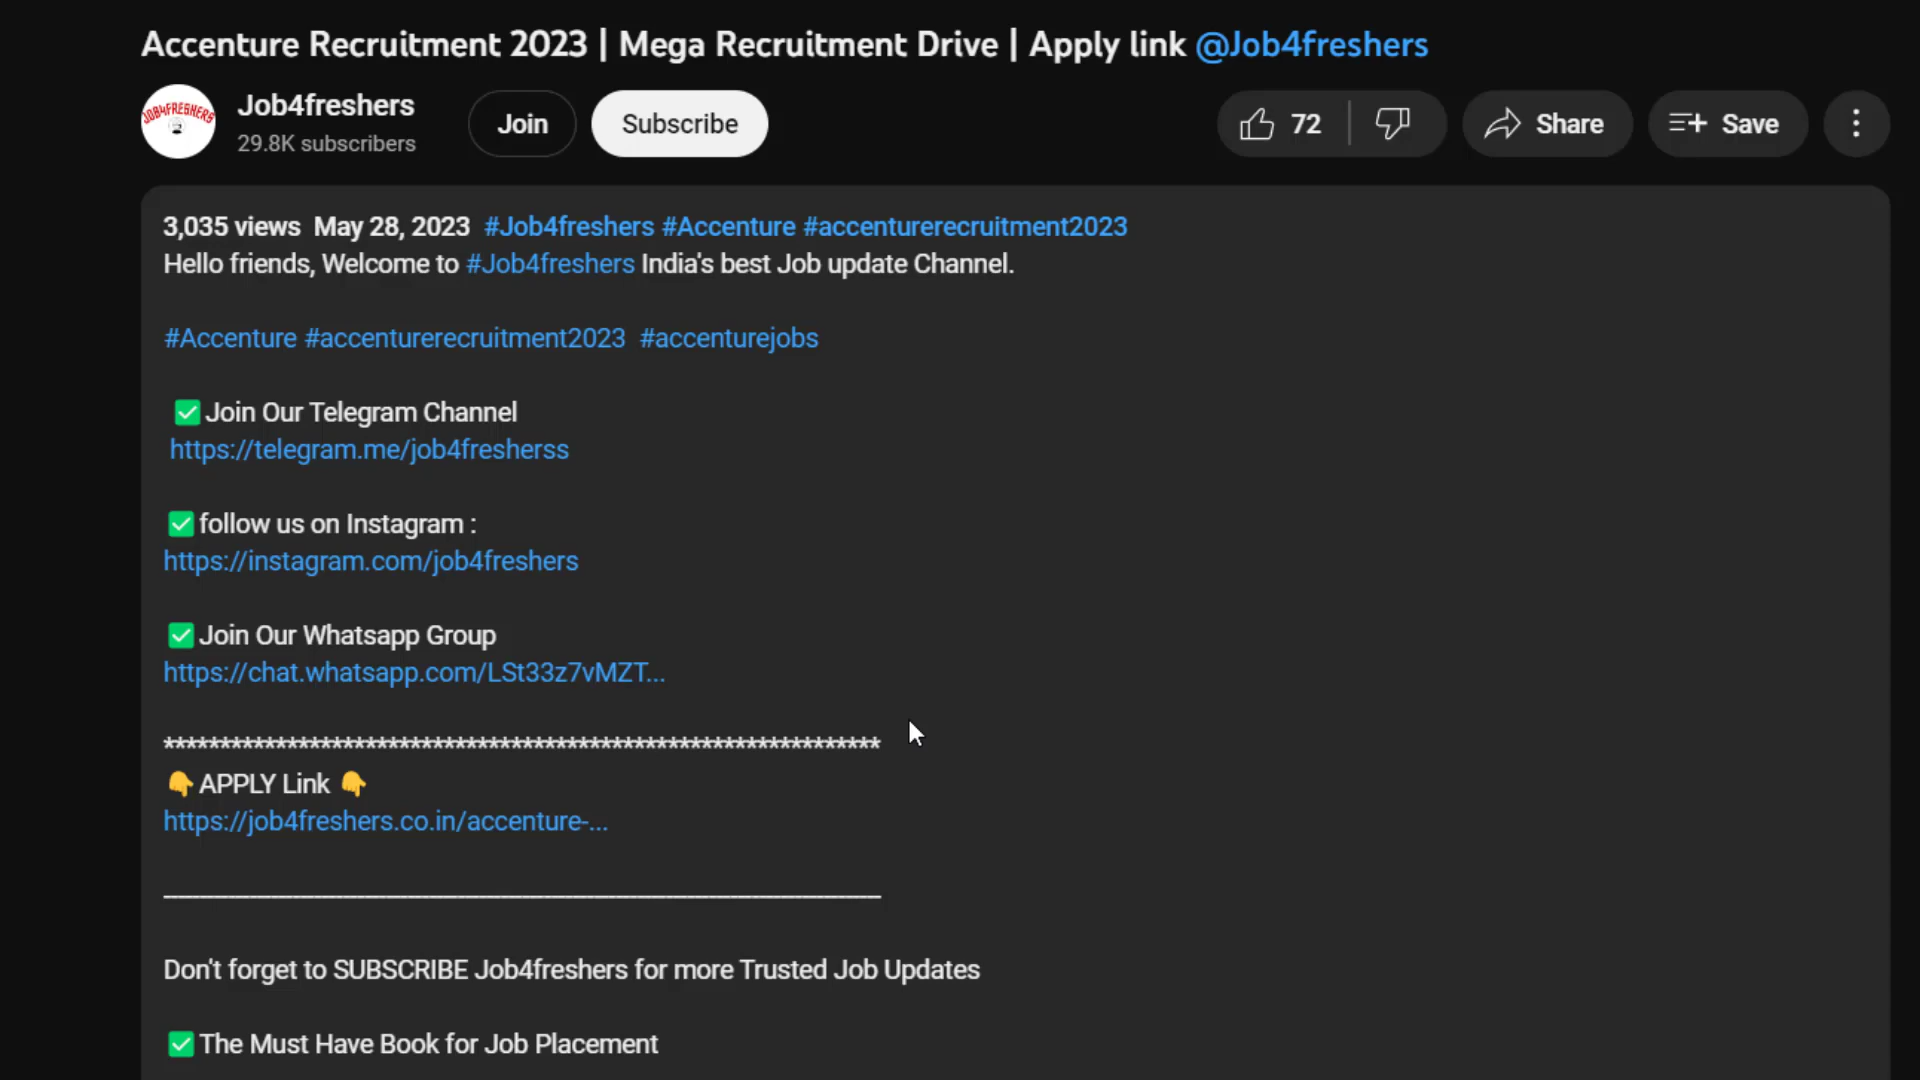 Accenture Recruitment 2023 | Mega Recruitment Drive | Apply link @Job4freshers
JOB4FRESHERS
Job4freshers
29.8K subscribers
Join
Subscribe
72
Share
Save
3,035 views May 28, 2023 #Job4freshers #Accenture #accenturerecruitment2023
Hello friends, Welcome to #Job4freshers India's best Job update Channel.
#Accenture #accenturerecruitment2023 #accenturejobs
✅Join Our Telegram Channel
https://telegram.me/job4fresherss
✅follow us on Instagram :
https://instagram.com/job4freshers
✅Join Our Whatsapp Group
https://chat.whatsapp.com/LSt33z7vMZT...
****************************************************************
👇APPLY Link 👇
https://job4freshers.co.in/accenture-...
________________________________________________________________
Don't forget to SUBSCRIBE Job4freshers for more Trusted Job Updates
✅The Must Have Book for Job Placement